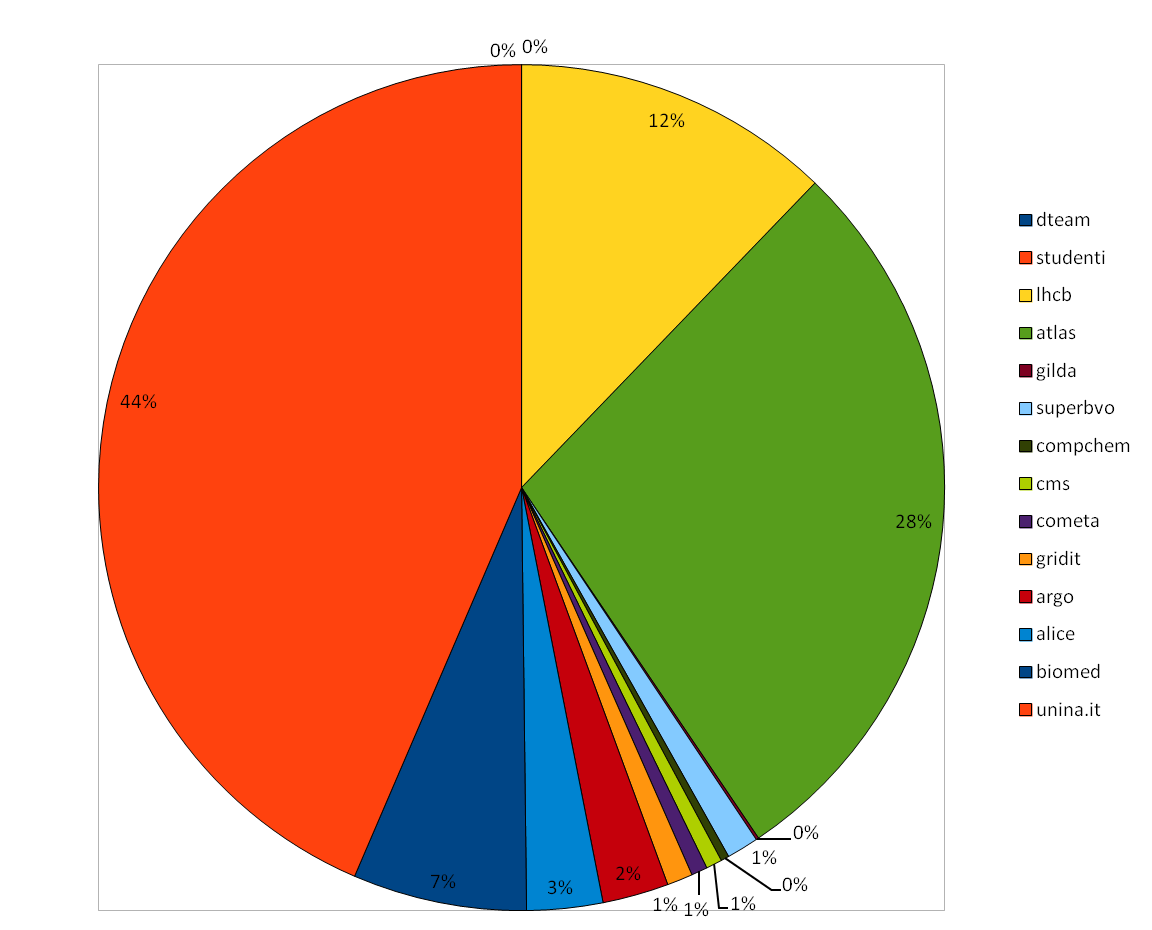 0% 0%
12%
44%
28%
0%
1%
0%
7%
3%
2%
1%
1%
1%
dteam
studenti
lhcb
atlas
gilda
superbvo
compchem
cms
cometa
gridit
argo
alice
biomed
unina.it